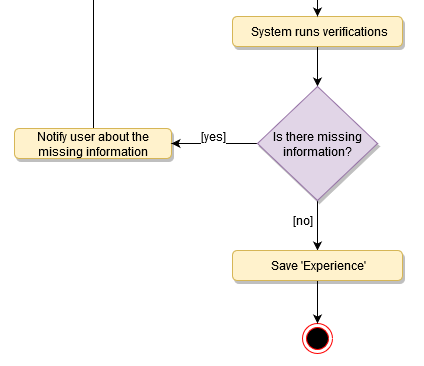 System runs verifications
Is there missing
information?
[yes]
Notify user about the
missing information
[no]
Save 'Experience'